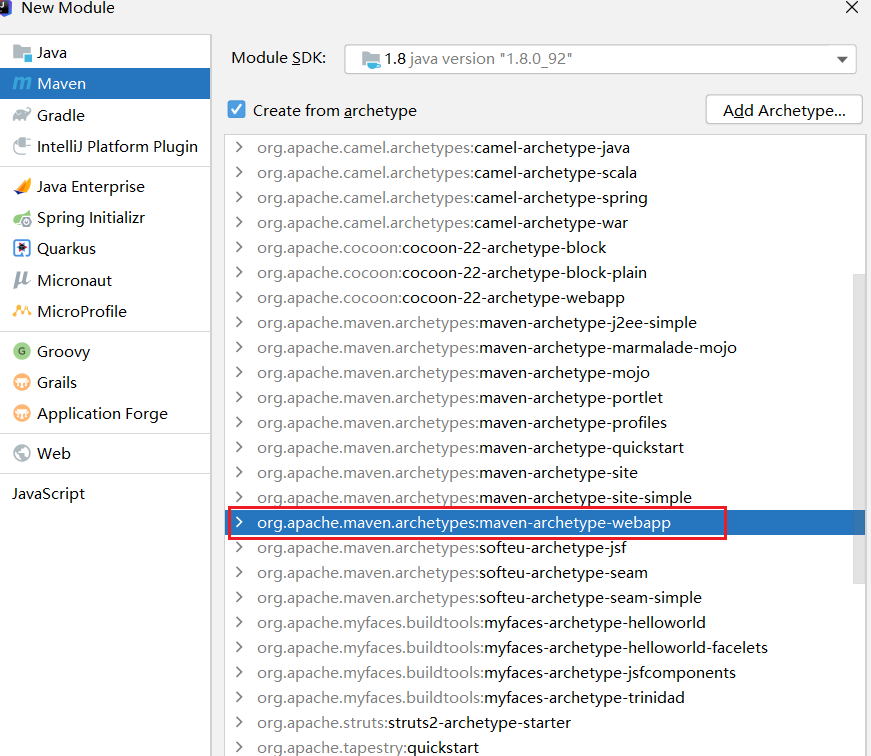 New Module
Java
Maven
Gradle
IntelliJ Platform Plugin
Java Enterprise
Spring Initializr
Quarkus
Micronaut
MicroProfile
Groovy
Grails
Application Forge
Web
JavaScript
Module SDK: 1.8 java version "1.8.0_92"
Create from archetype Add Archetype...
org.apache.camel.archetypes:camel-archetype-java
org.apache.camel.archetypes:camel-archetype-scala
org.apache.camel.archetypes:camel-archetype-spring
org.apache.camel.archetypes:camel-archetype-war
org.apache.cocoon:cocoon-22-archetype-block
org.apache.cocoon:cocoon-22-archetype-block-plain
org.apache.cocoon:cocoon-22-archetype-webapp
org.apache.maven.archetypes:maven-archetype-j2ee-simple
org.apache.maven.archetypes:maven-archetype-marmalade-mojo
org.apache.maven.archetypes:maven-archetype-mojo
org.apache.maven.archetypes:maven-archetype-portlet
org.apache.maven.archetypes:maven-archetype-profiles
org.apache.maven.archetypes:maven-archetype-quickstart
org.apache.maven.archetypes:maven-archetype-site
org.apache.maven.archetypes:maven-archetype-site-simple
org.apache.maven.archetypes:maven-archetype-webapp
org.apache.maven.archetypes:softeu-archetype-jsf
org.apache.maven.archetypes:softeu-archetype-seam
org.apache.maven.archetypes:softeu-archetype-seam-simple
org.apache.myfaces.buildtools:myfaces-archetype-helloworld
org.apache.myfaces.buildtools:myfaces-archetype-helloworld-facelets
org.apache.myfaces.buildtools:myfaces-archetype-jsfcomponents
org.apache.myfaces.buildtools:myfaces-archetype-trinidad
org.apache.struts:struts2-archetype-starter
org.apache.tapestry:quickstart